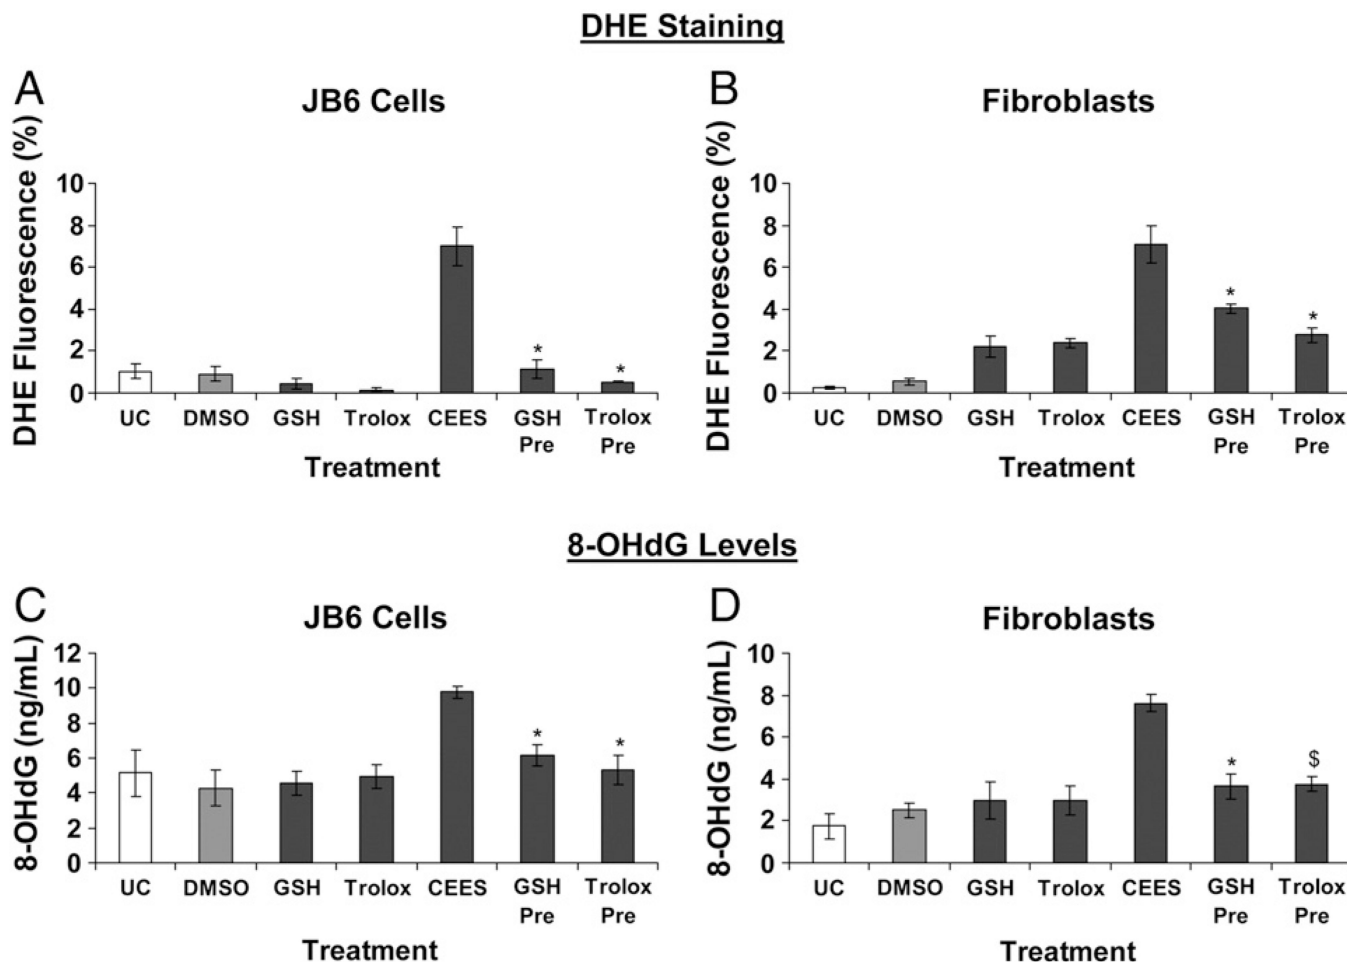 DHE Staining
A
JB6 Cells
DHE Fluorescence (%)
10
8
6
4
2
0
*
*
UC DMSO GSH Trolox CEES GSH Pre Trolox Pre
Treatment
B
Fibroblasts
DHE Fluorescence (%)
10
8
6
4
2
0
*
*
UC DMSO GSH Trolox CEES GSH Pre Trolox Pre
Treatment
8-OHdG Levels
C
JB6 Cells
8-OHdG (ng/mL)
12
10
8
6
4
2
0
*
*
UC DMSO GSH Trolox CEES GSH Pre Trolox Pre
Treatment
D
Fibroblasts
8-OHdG (ng/mL)
10
8
6
4
2
0
*
$
UC DMSO GSH Trolox CEES GSH Pre Trolox Pre
Treatment